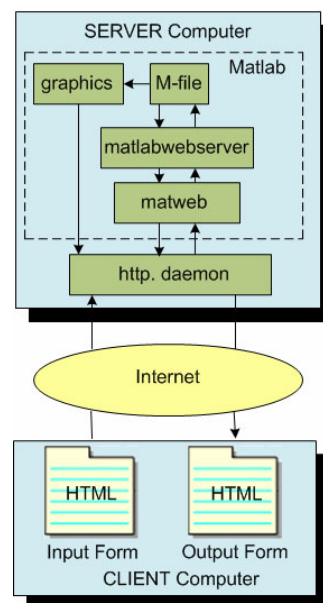 SERVER Computer
Matlab
graphics
M-file
matlabwebserver
matweb
http. daemon
Internet
HTML
HTML
Input Form
Output Form
CLIENT Computer